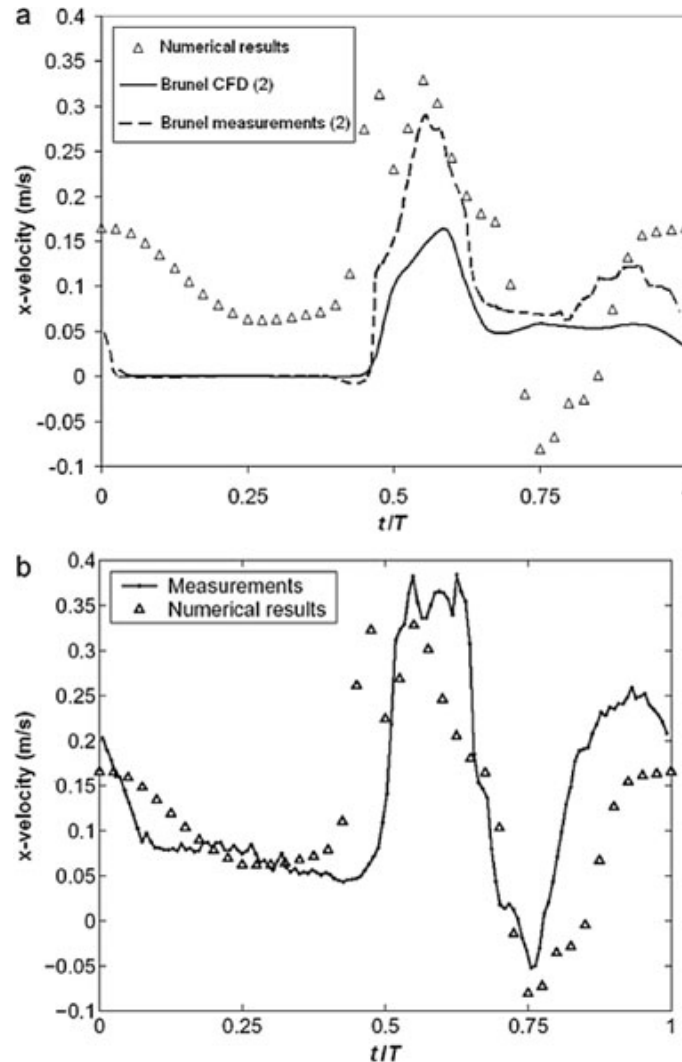 a
0.4
0.35
0.3
0.25
0.2
0.15
0.1
0.05
0
-0.05
-0.1
x-velocity (m/s)
Numerical results
Brunel CFD (2)
Brunel measurements (2)
0 0.25 0.5 0.75
t/T
b
0.4
0.35
0.3
0.25
0.2
0.15
0.1
0.05
0
−0.05
−0.1
x-velocity (m/s)
Measurements
Numerical results
0 0.25 0.5 0.75 1
t/T